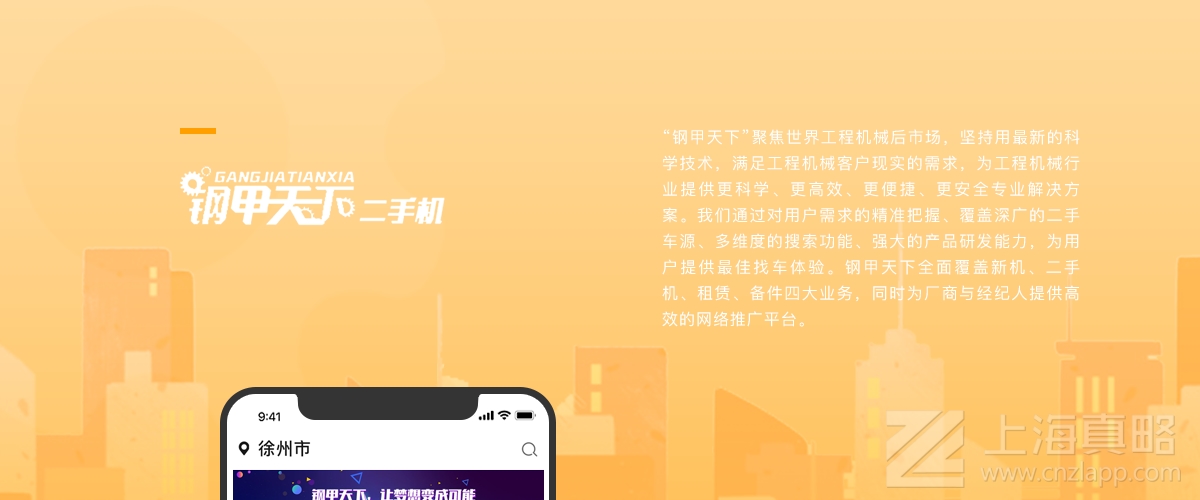 GANGJIATIANXIA
钢甲天下二手机
“钢甲天下”聚焦世界工程机械后市场，坚持用最新的科
学技术，满足工程机械客户现实的需求，为工程机械行
业提供更科学、更高效、更便捷、更安全专业解决方
案。我们通过对用户需求的精准把握、覆盖深广的二手
车源、多维度的搜索功能、强大的产品研发能力，为用
户提供最佳找车体验。钢甲天下全面覆盖新机、二手
机、租赁、备件四大业务，同时为厂商与经纪人提供高
效的网络推广平台。
9:41
徐州市
钢甲天下，让梦想变成可能
上海真略
www.cnzlapp.com